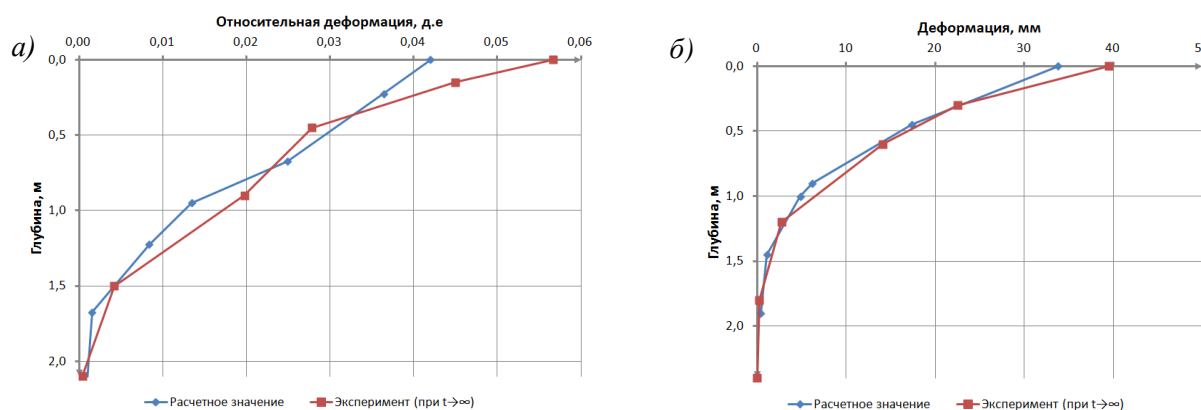 а)
Относительная деформация, д.е
0,00 0,01 0,02 0,03 0,04 0,05 0,06
0,0
0,5
1,0
1,5
2,0
Глубина, м
Расчетное значение Эксперимент (при t→∞)
б)
Деформация, мм
0 10 20 30 40 5
0,0
0,5
1,0
1,5
2,0
Глубина, м
Расчетное значение Эксперимент (при t→∞)